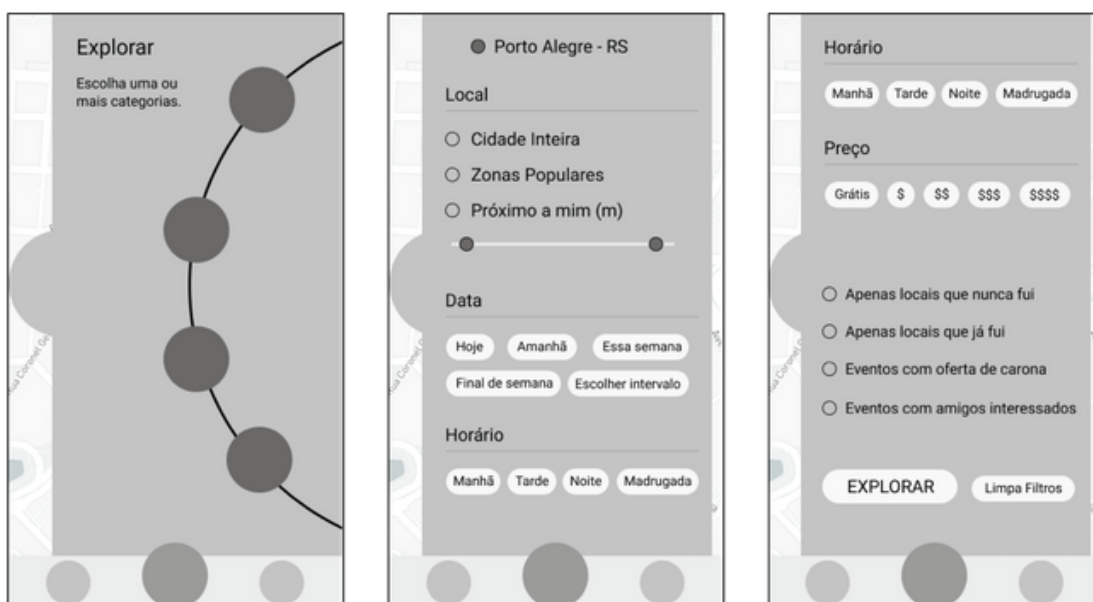 Explorar
Escolha uma ou
mais categorias.
Porto Alegre - RS
Local
Cidade Inteira
Zonas Populares
Próximo a mim (m)
Data
Hoje Amanhã Essa semana
Final de semana Escolher intervalo
Horário
Manhã Tarde Noite Madrugada
Horário
Manhã Tarde Noite Madrugada
Preço
Grátis $ $$ $$$ $$$$
Apenas locais que nunca fui
Apenas locais que já fui
Eventos com oferta de carona
Eventos com amigos interessados
EXPLORAR Limpa Filtros